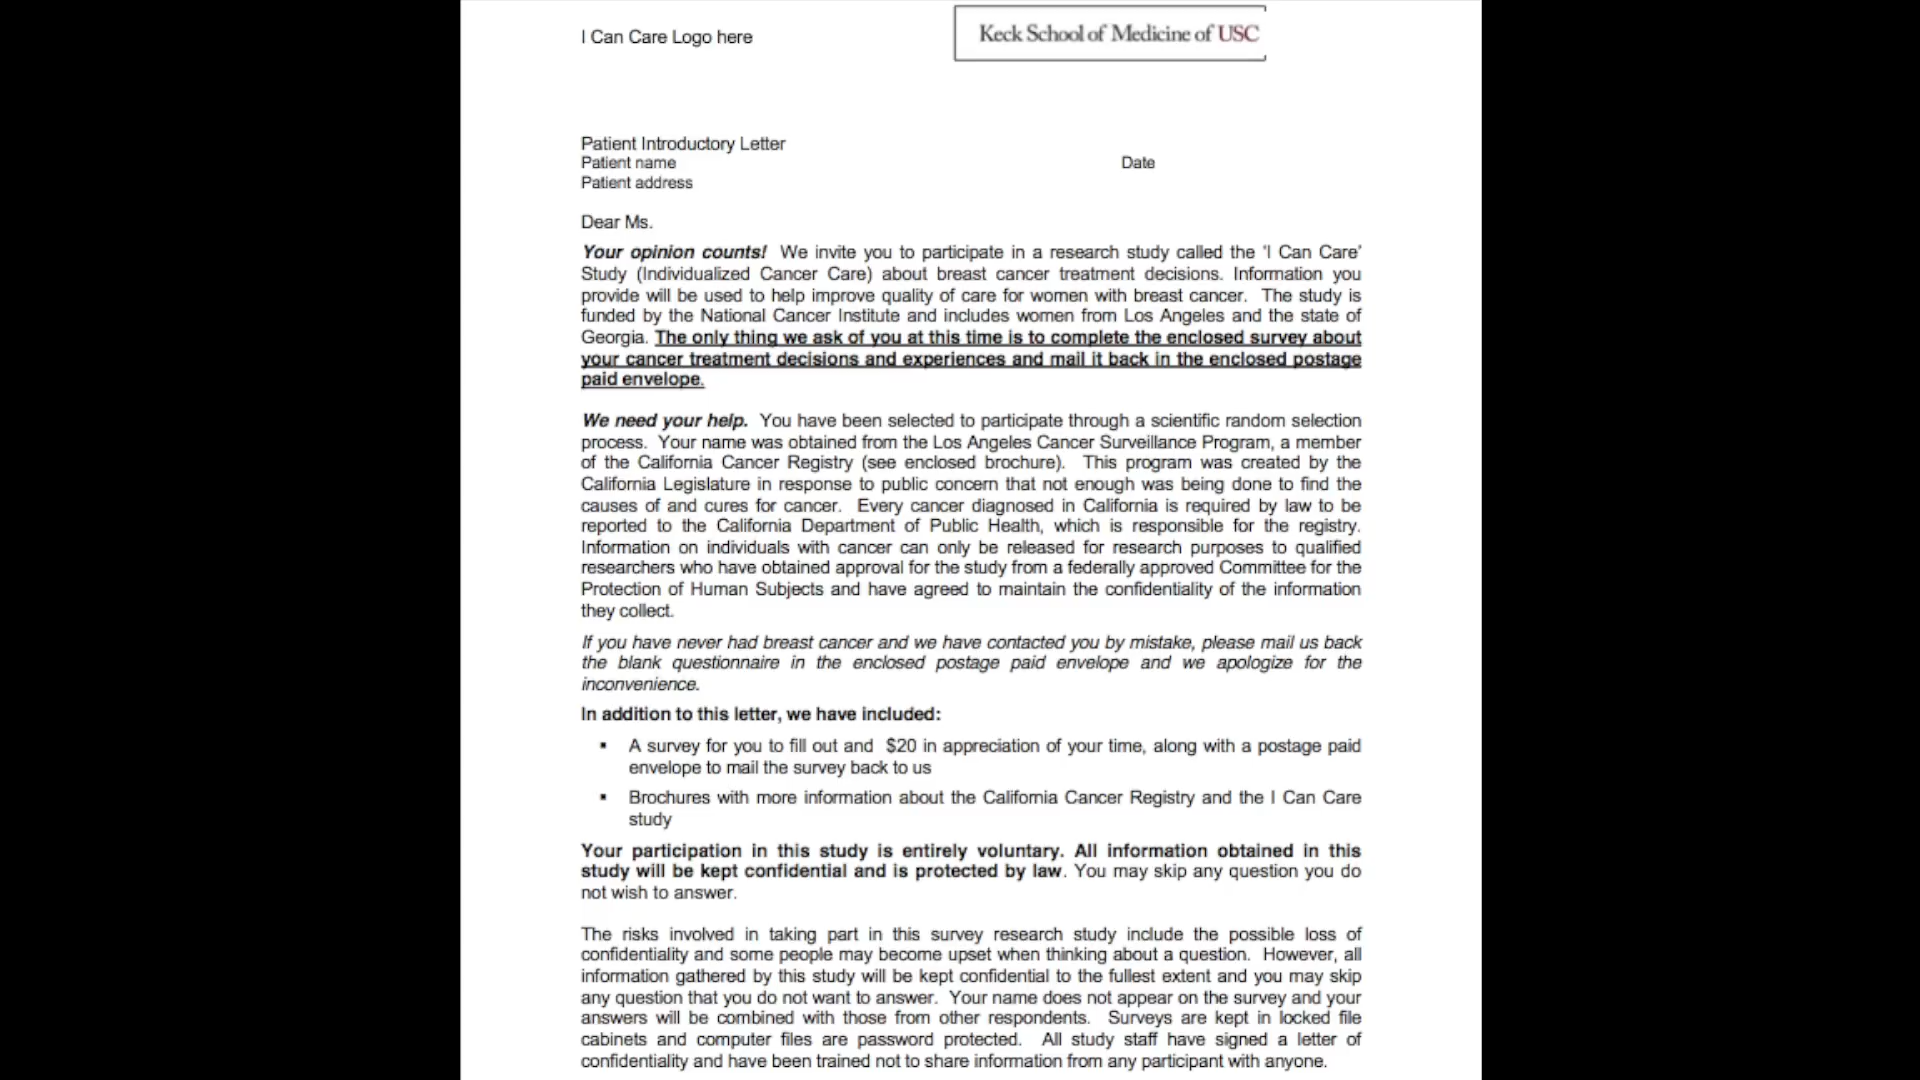 I Can Care Logo here
Keck School of Medicine of USC
Patient Introductory Letter
Patient name Date
Patient address
Dear Ms.
Your opinion counts! We invite you to participate in a research study called the 'I Can Care'
Study (Individualized Cancer Care) about breast cancer treatment decisions. Information you
provide will be used to help improve quality of care for women with breast cancer. The study is
funded by the National Cancer Institute and includes women from Los Angeles and the state of
Georgia. The only thing we ask of you at this time is to complete the enclosed survey about
your cancer treatment decisions and experiences and mail it back in the enclosed postage
paid envelope.
We need your help. You have been selected to participate through a scientific random selection
process. Your name was obtained from the Los Angeles Cancer Surveillance Program, a member
of the California Cancer Registry (see enclosed brochure). This program was created by the
California Legislature in response to public concern that not enough was being done to find the
causes of and cures for cancer. Every cancer diagnosed in California is required by law to be
reported to the California Department of Public Health, which is responsible for the registry.
Information on individuals with cancer can only be released for research purposes to qualified
researchers who have obtained approval for the study from a federally approved Committee for the
Protection of Human Subjects and have agreed to maintain the confidentiality of the information
they collect.
If you have never had breast cancer and we have contacted you by mistake, please mail us back
the blank questionnaire in the enclosed postage paid envelope and we apologize for the
inconvenience.
In addition to this letter, we have included:
▪ A survey for you to fill out and $20 in appreciation of your time, along with a postage paid
envelope to mail the survey back to us
▪ Brochures with more information about the California Cancer Registry and the I Can Care
study
Your participation in this study is entirely voluntary. All information obtained in this
study will be kept confidential and is protected by law. You may skip any question you do
not wish to answer.
The risks involved in taking part in this survey research study include the possible loss of
confidentiality and some people may become upset when thinking about a question. However, all
information gathered by this study will be kept confidential to the fullest extent and you may skip
any question that you do not want to answer. Your name does not appear on the survey and your
answers will be combined with those from other respondents. Surveys are kept in locked file
cabinets and computer files are password protected. All study staff have signed a letter of
confidentiality and have been trained not to share information from any participant with anyone.